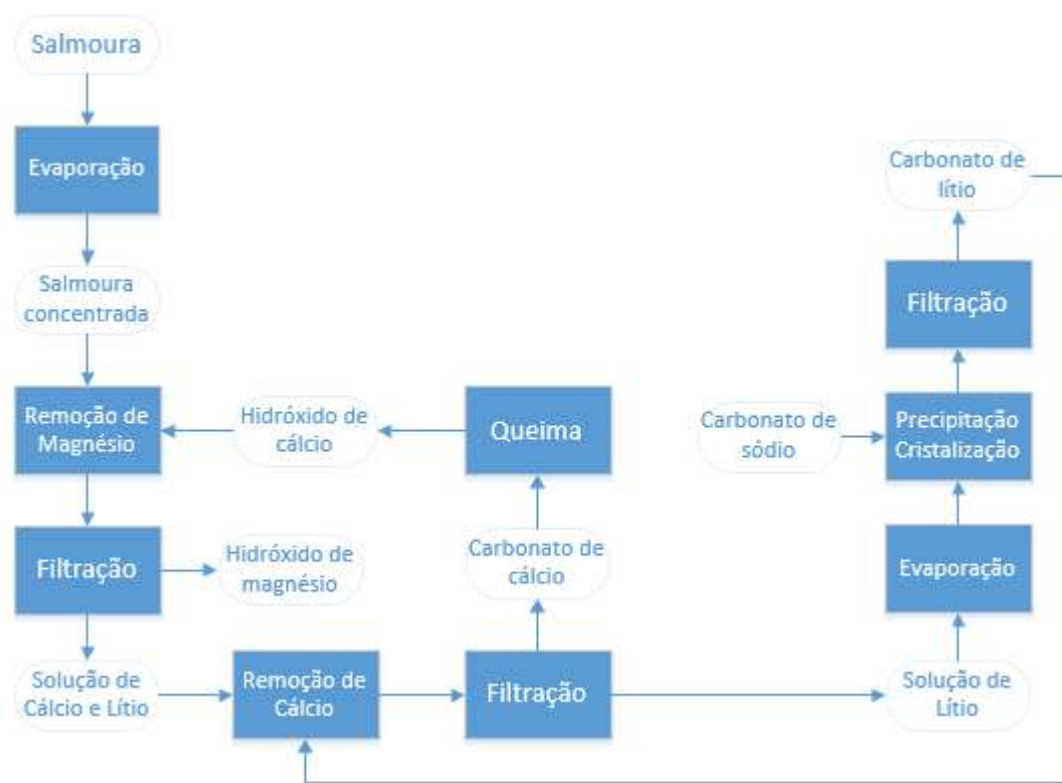 Salmoura
Evaporação
Salmoura
concentrada
Remoção de
Magnésio
Hidróxido de
cálcio
Queima
Filtração
Hidróxido de
magnésio
Carbonato de
cálcio
Solução de
Cálcio e Lítio
Remoção de
Cálcio
Filtração
Solução de
Lítio
Evaporação
Carbonato de
sódio
Precipitação
Cristalização
Filtração
Carbonato de
lítio